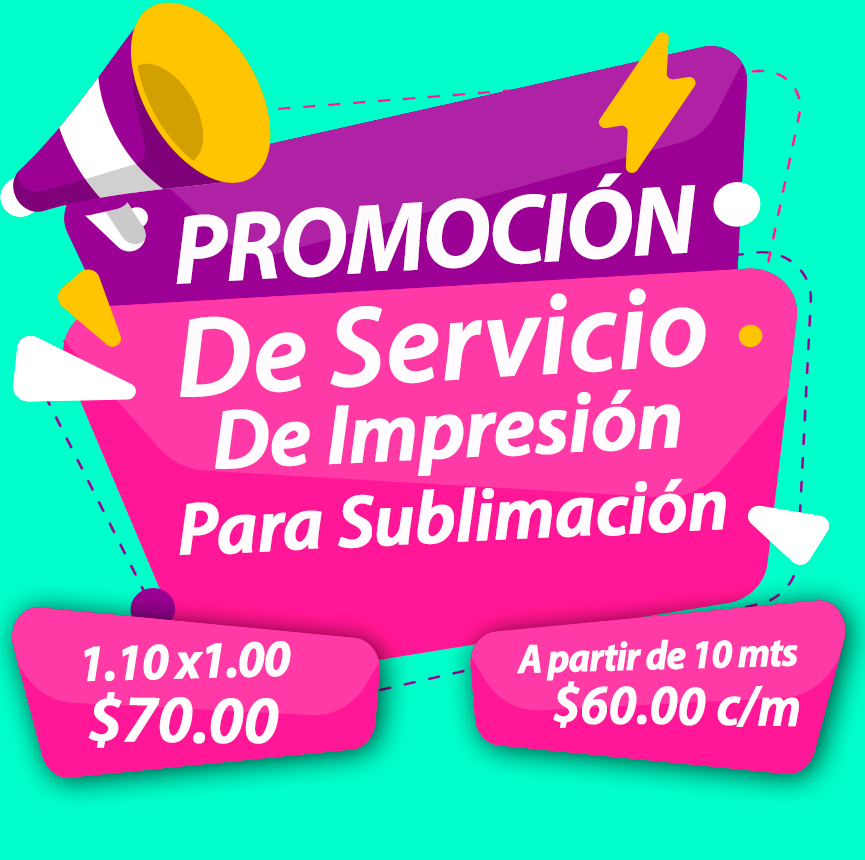 PROMOCIÓN
De Servicio
De Impresión
Para Sublimación
1.10 x1.00
$70.00
A partir de 10 mts
$60.00 c/m